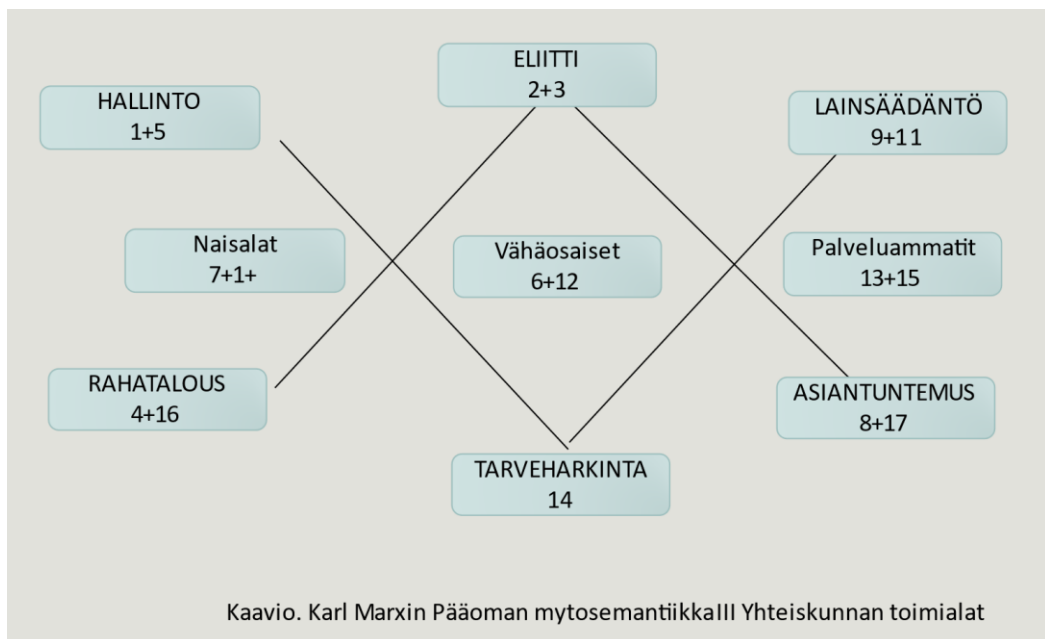 ELIITTI
2+3
HALLINTO
1+5
LAINSÄÄDÄNTÖ
9+11
Naisalat
7+1+
Vähäosaiset
6+12
Palveluammatit
13+15
RAHATALOUS
4+16
ASIANTUNTEMUS
8+17
TARVEHARKINTA
14
Kaavio. Karl Marxin Pääoman mytosemantiikkaIII Yhteiskunnan toimialat